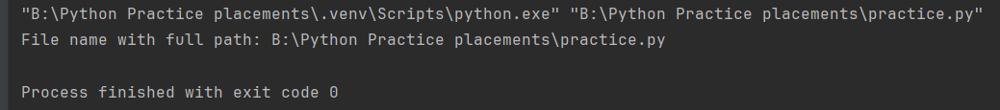 "B:\Python Practice placements\.venv\Scripts\python.exe" "B:\Python Practice placements\practice.py"
File name with full path: B:\Python Practice placements\practice.py
Process finished with exit code 0